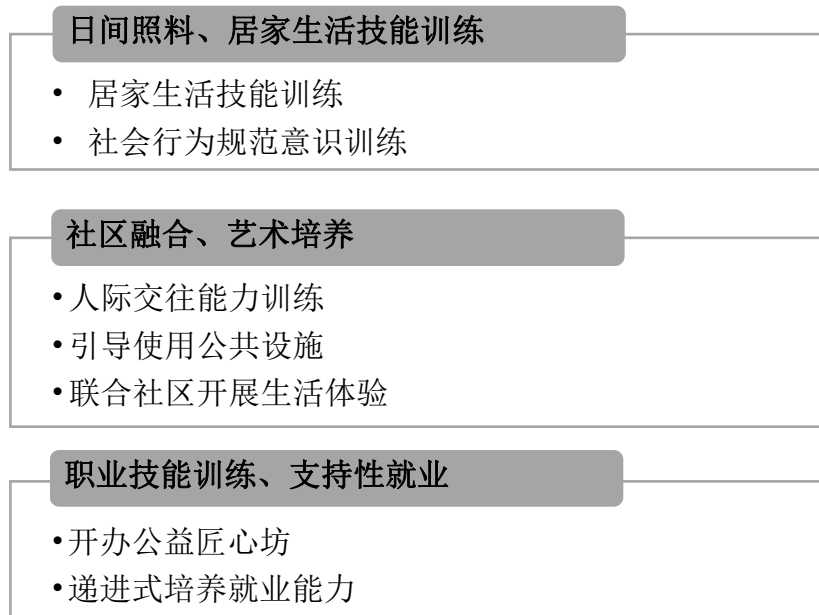 日间照料、居家生活技能训练
• 居家生活技能训练
• 社会行为规范意识训练
社区融合、艺术培养
•人际交往能力训练
•引导使用公共设施
•联合社区开展生活体验
职业技能训练、支持性就业
•开办公益匠心坊
•递进式培养就业能力